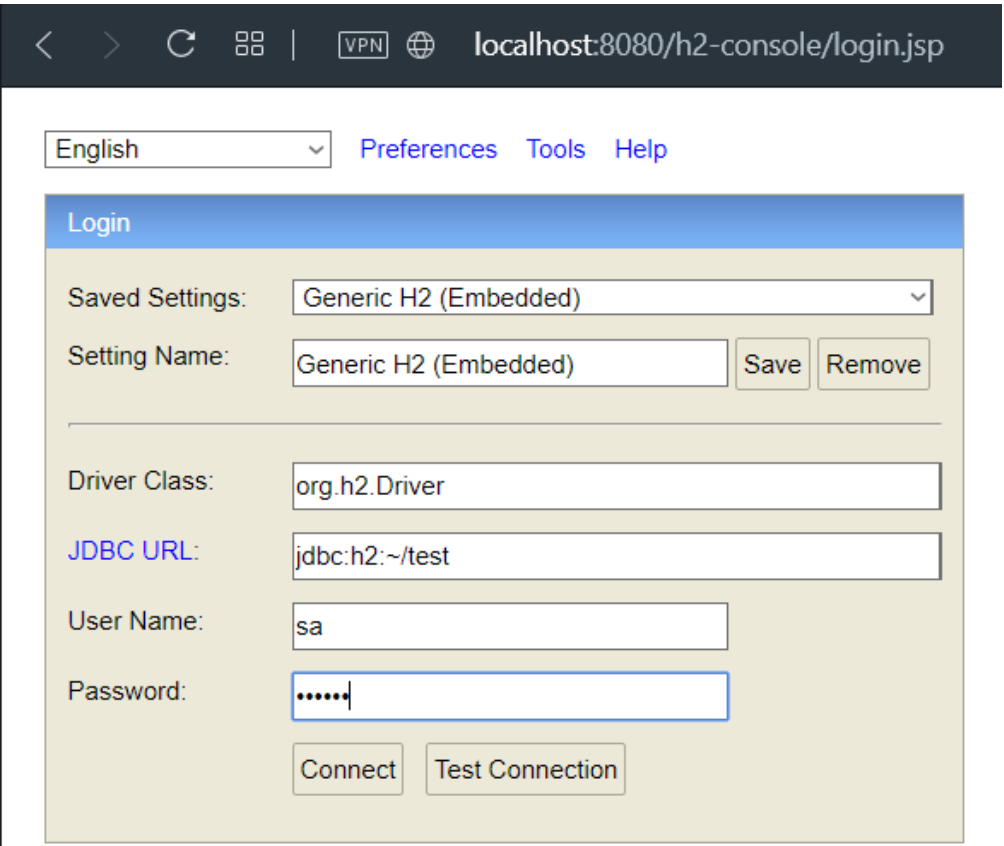 VPN localhost:8080/h2-console/login.jsp
English Preferences Tools Help
Login
Saved Settings: Generic H2 (Embedded)
Setting Name: Generic H2 (Embedded) Save Remove
Driver Class: org.h2.Driver
JDBC URL: jdbc:h2:~/test
User Name: sa
Password: ••••••
Connect Test Connection